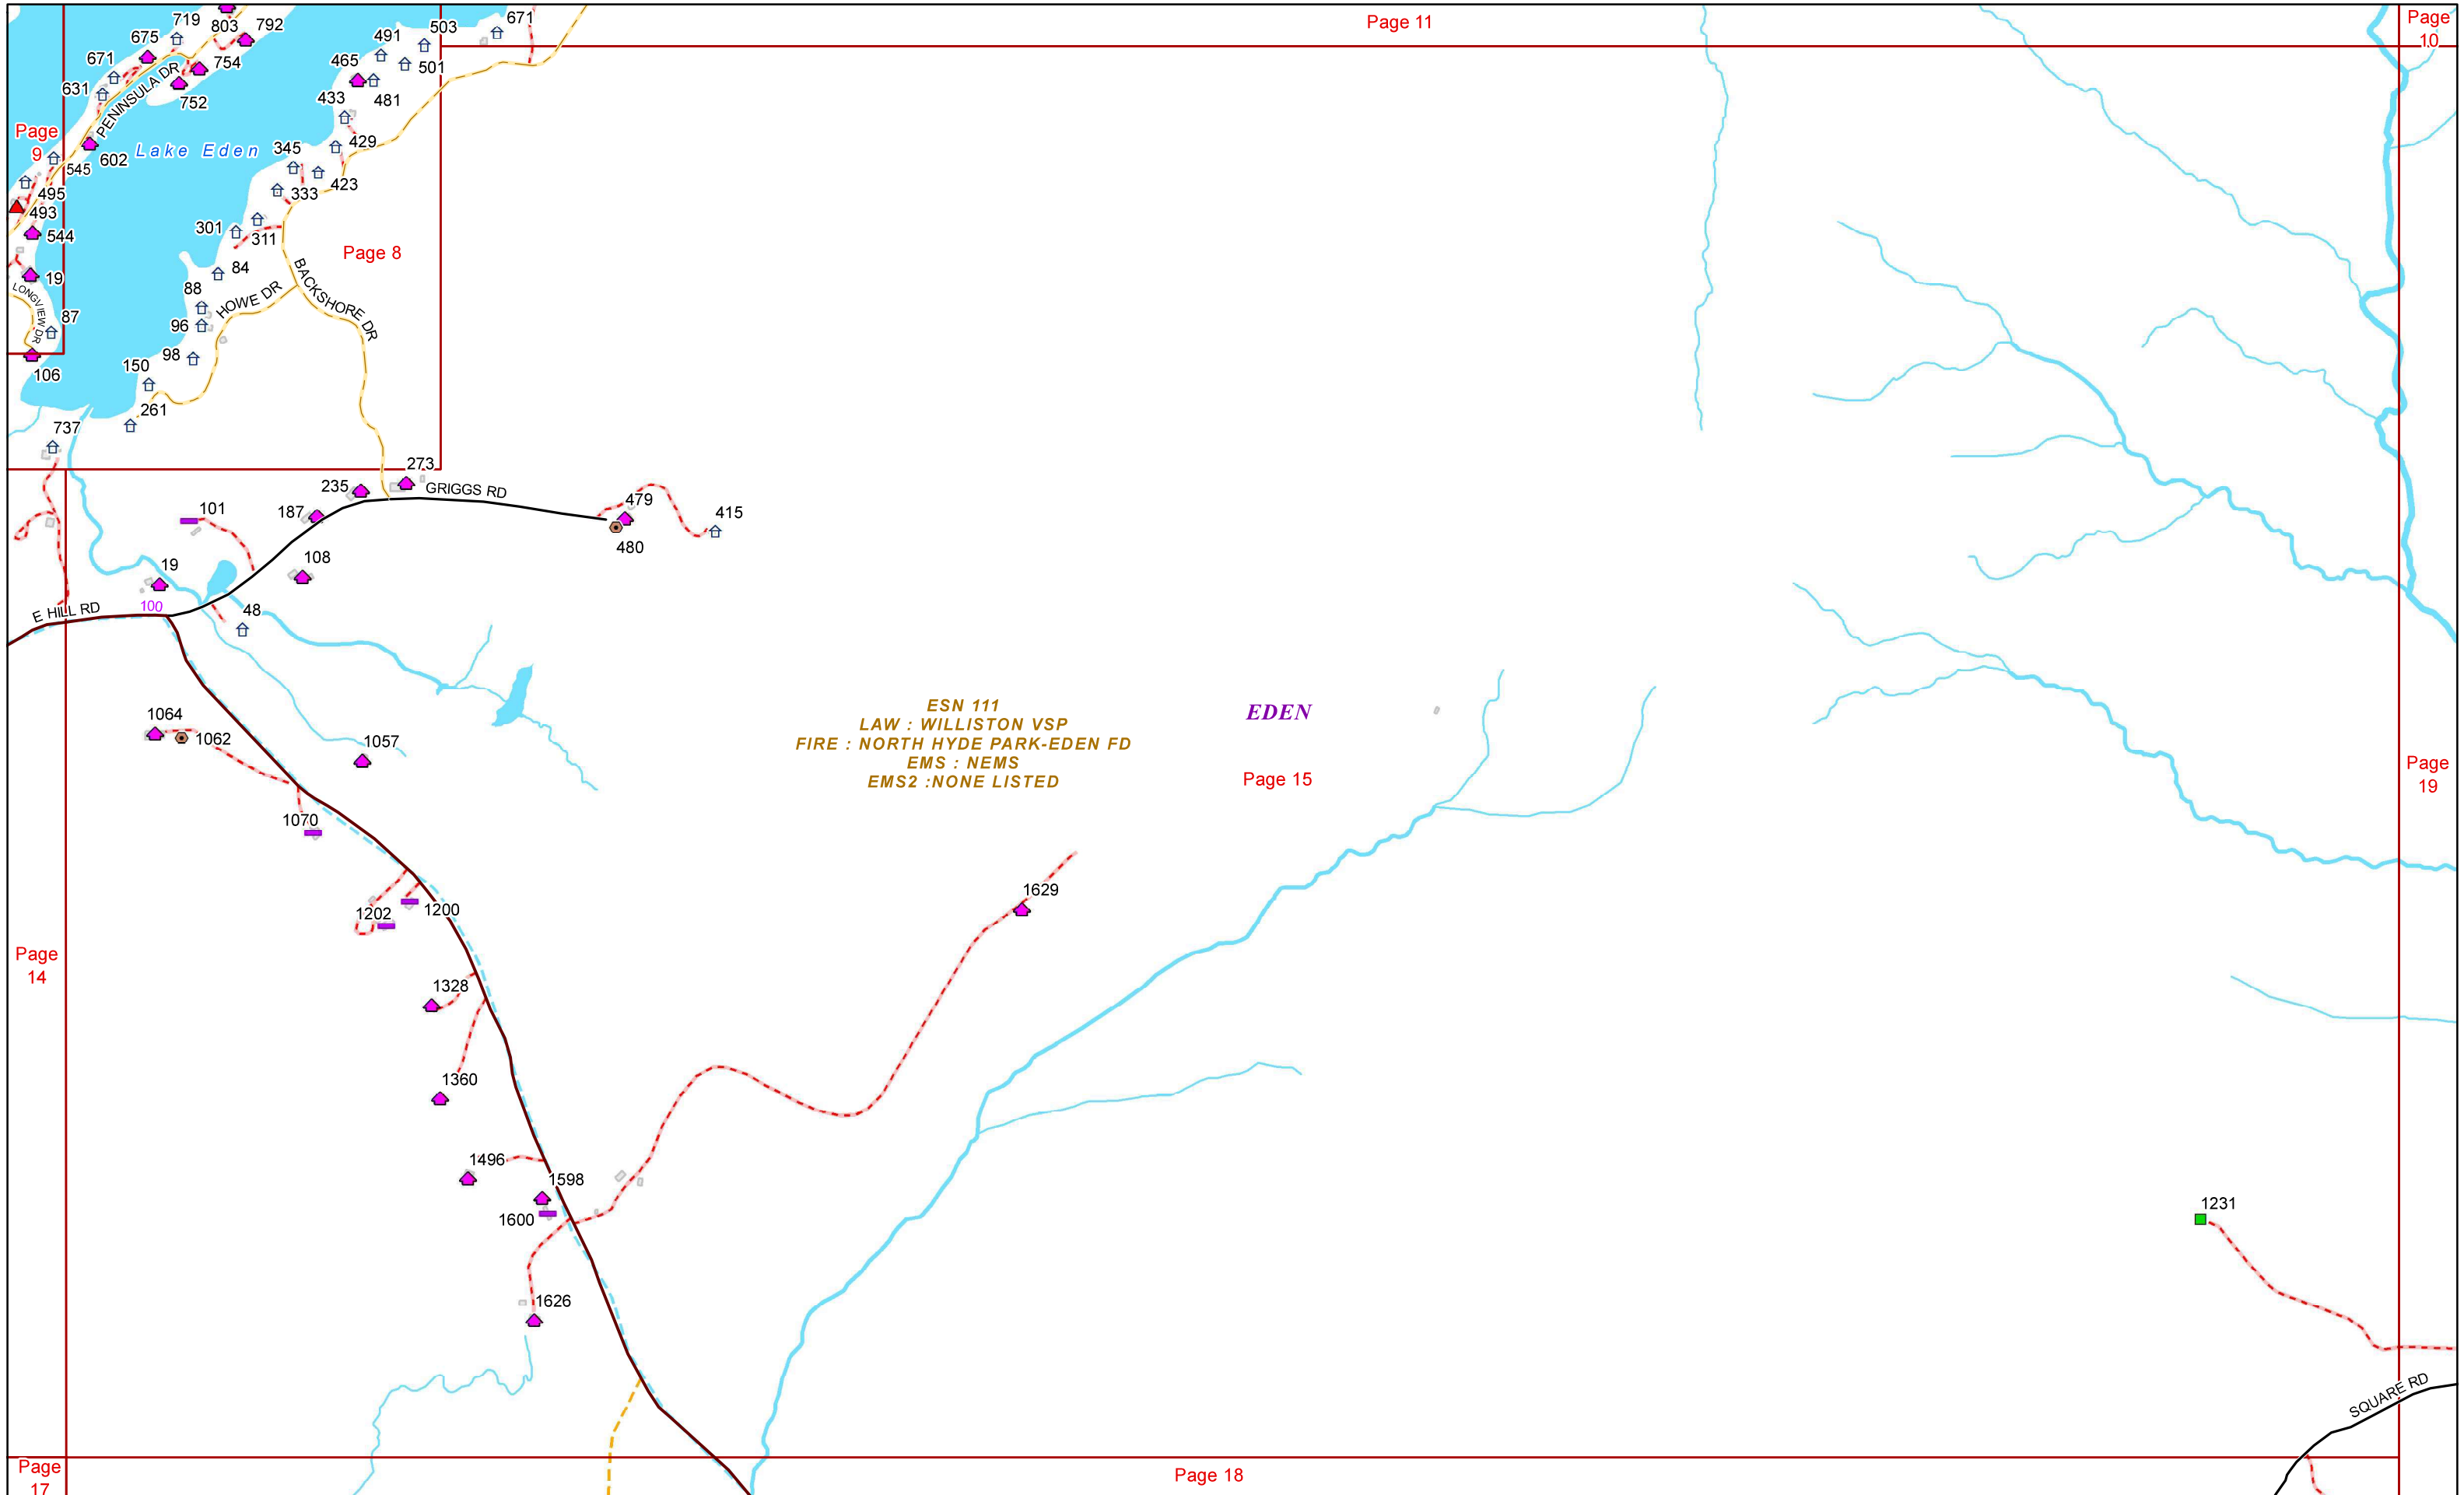 Page 11
Page
10
719
803
792
503
671
675
491
671
465
501
754
631
PENINSULA DR
752
481
433
Page
9
602
Lake Eden
345
429
545
495
333
423
493
544
301
311
Page 8
19
84
LONGVIEW DR
88
HOWE DR
BACKSHORE DR
87
96
98
150
106
261
737
273
235
GRIGGS RD
479
101
187
415
480
108
19
100
E HILL RD
48
ESN 111
LAW : WILLISTON VSP
FIRE : NORTH HYDE PARK-EDEN FD
EMS : NEMS
EMS2 :NONE LISTED
EDEN
Page 15
Page
19
1064
1062
1057
1070
1629
1202
1200
Page
14
1328
1360
1496
1598
1600
1231
1626
SQUARE RD
Page
17
Page 18